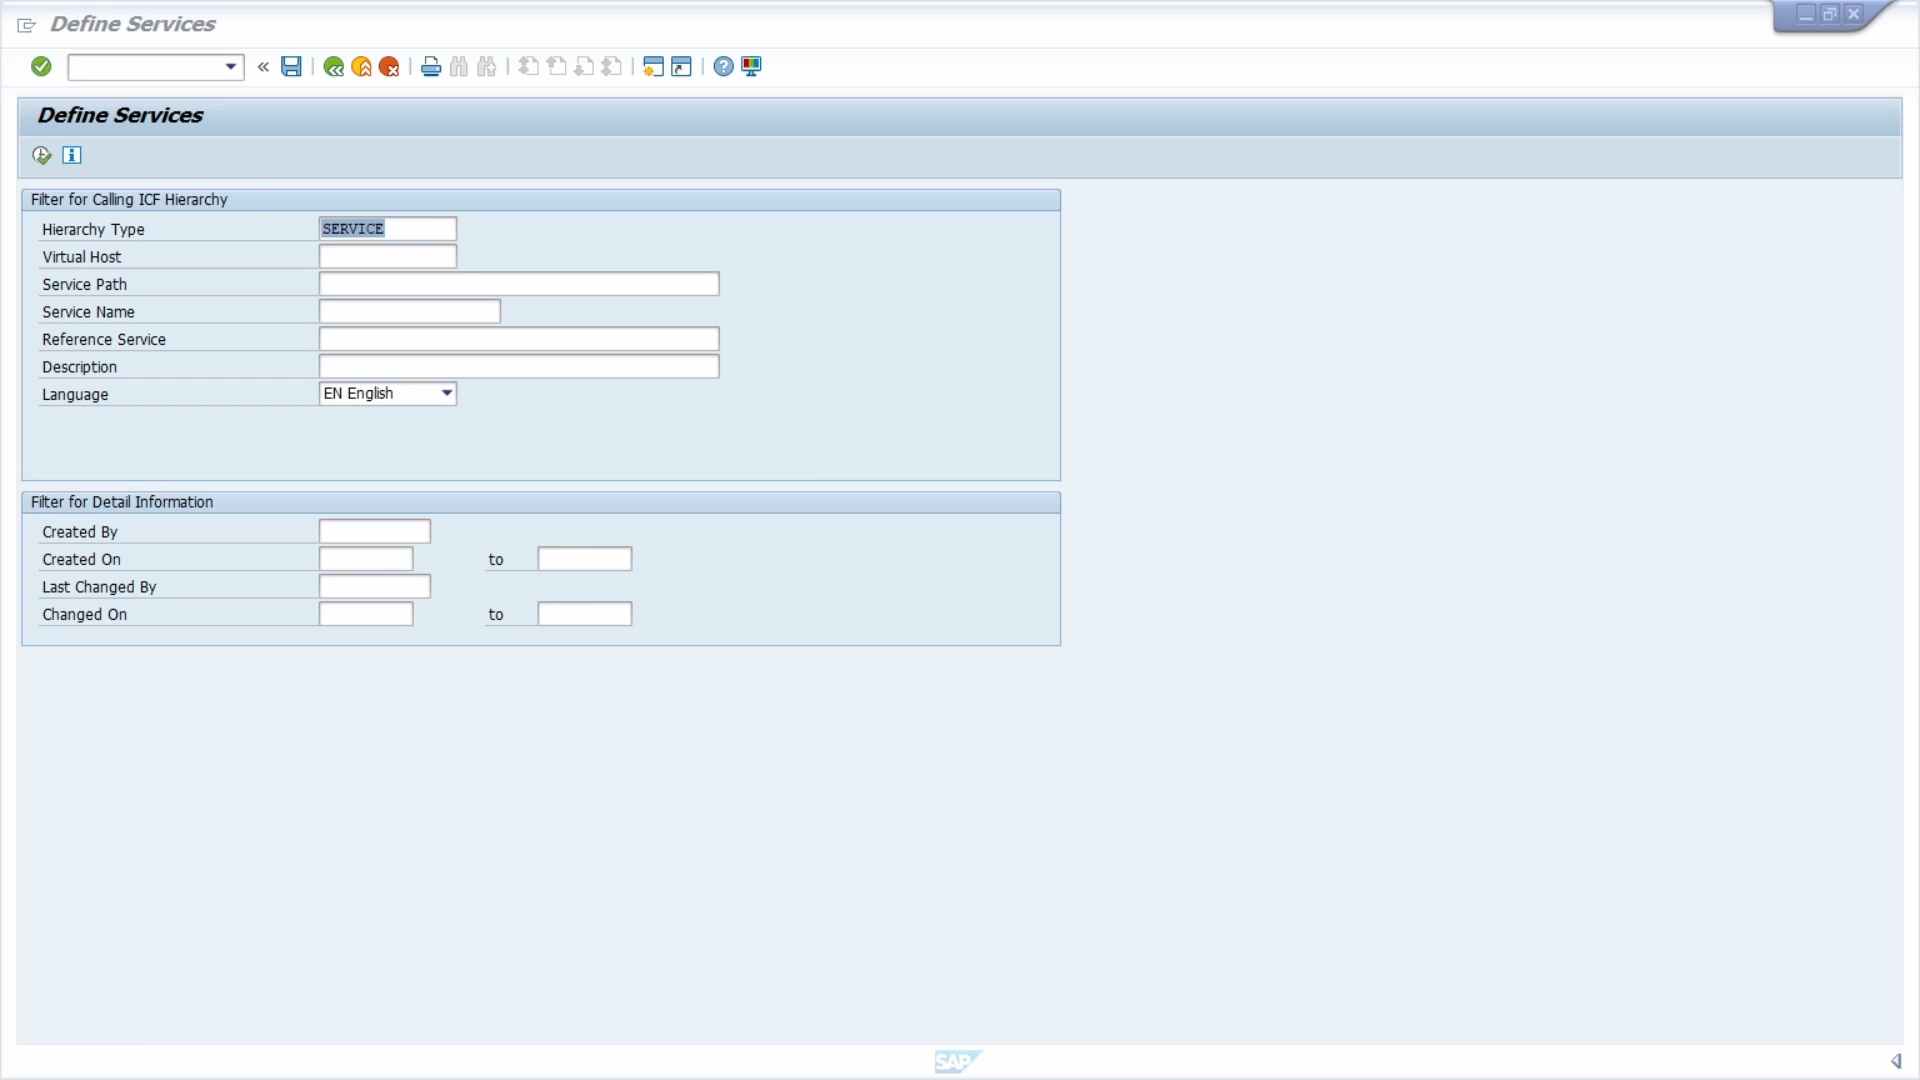 Define Services
Define Services
Filter for Calling ICF Hierarchy
Hierarchy Type SERVICE
Virtual Host
Service Path
Service Name
Reference Service
Description
Language EN English
Filter for Detail Information
Created By
Created On to
Last Changed By
Changed On to
SAP